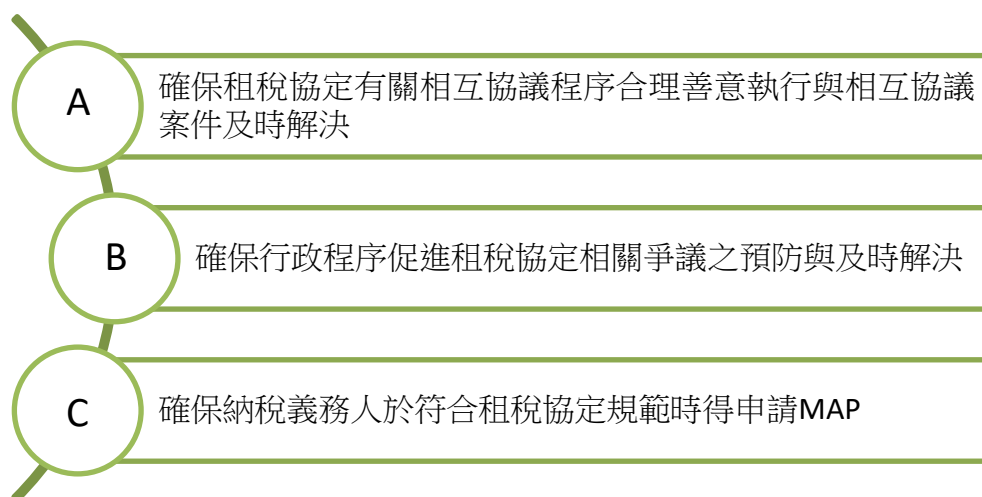 A
確保租稅協定有關相互協議程序合理善意執行與相互協議
案件及時解決
B
確保行政程序促進租稅協定相關爭議之預防與及時解決
C
確保納稅義務人於符合租稅協定規範時得申請MAP